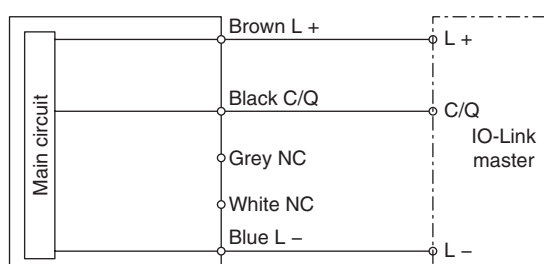 Brown L +
L +
Black C/Q
C/Q
Main circuit
IO-Link
master
Grey NC
White NC
Blue L –
L –